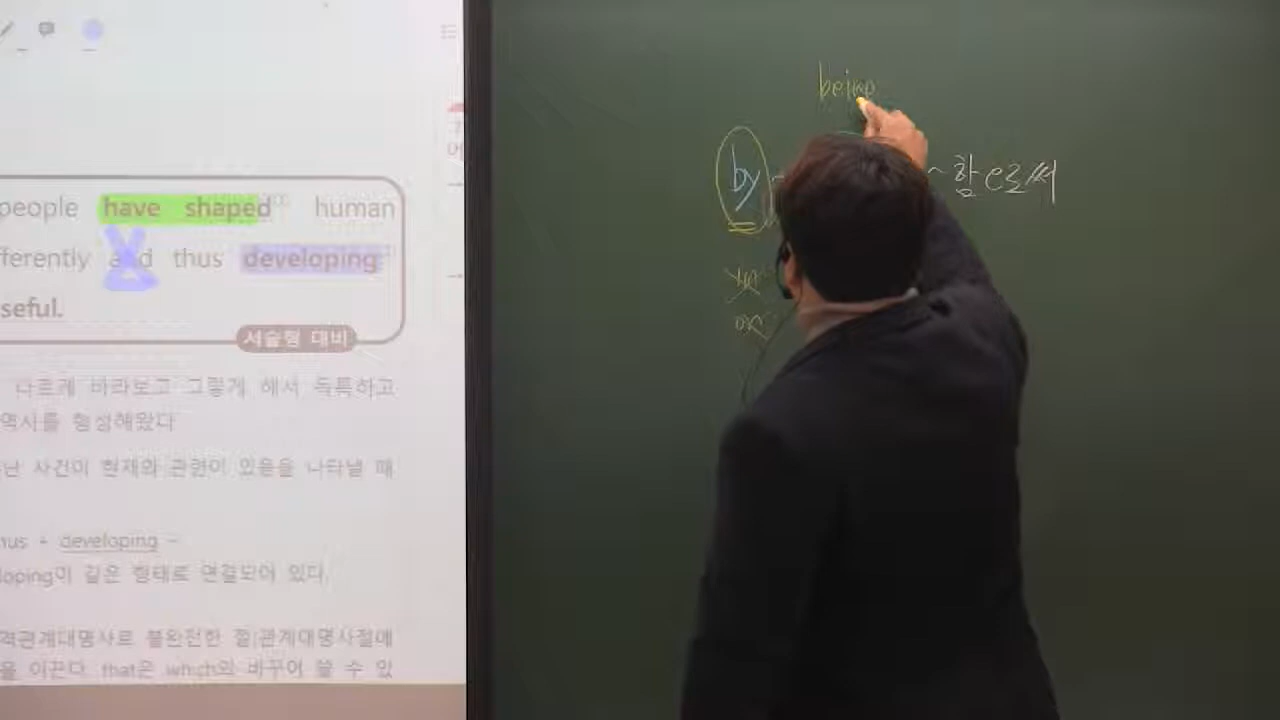 people have shaped human
ferently and thus developing
seful.
서술형 대비
나르게 바라보고 그렇게 해서 독특하고
역사를 형성해왔다
난 사건이 현재와 관련이 있음을 나타낼 때
nus + developing ~
loping이 같은 형태로 연결되어 있다.
격관계대명사로 불완전한 절(관계대명사절에
을 이끈다. that은 which와 바꾸어 쓸 수 있
being
by ~ ~함으로써